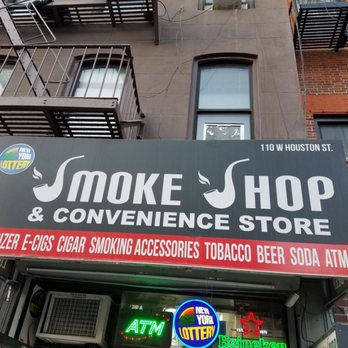 110 W HOUSTON ST.
NEW YORK
LOTTERY
SMOKE SHOP
& CONVENIENCE STORE
E-CIGS CIGAR SMOKING ACCESSORIES TOBACCO BEER SODA ATM
ATM
NEW YORK
LOTTERY
Heineken